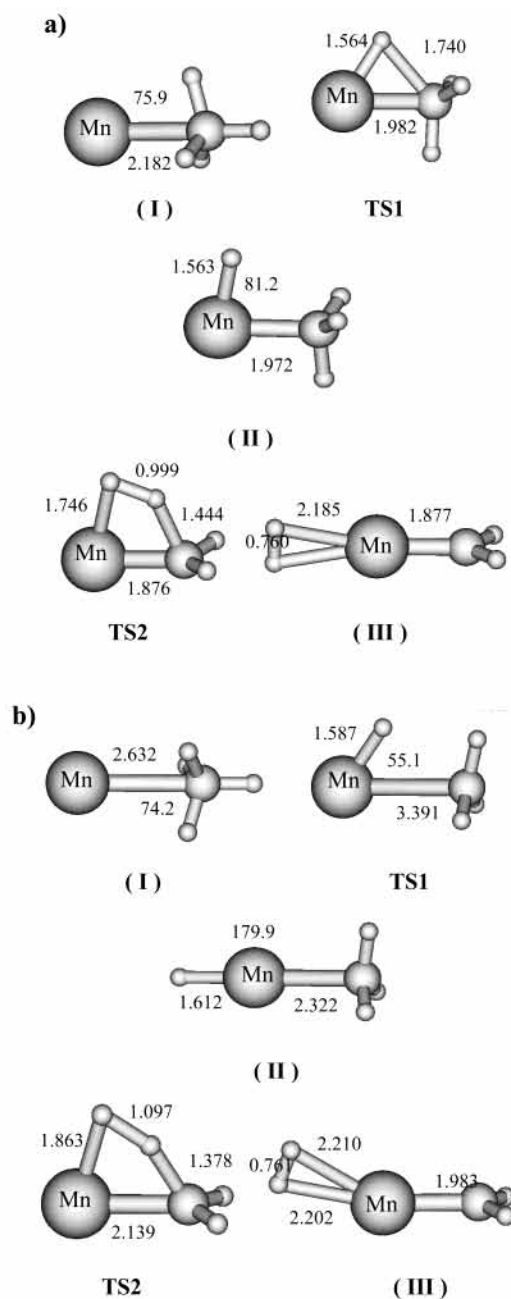 a)
1.564 1.740
75.9
Mn Mn
2.182 1.982
( I ) TS1
1.563 81.2
Mn
1.972
( II )
0.999
1.746 1.444 2.185 1.877
Mn 0.760 Mn
1.876
TS2 ( III )
b)
2.632 1.587 55.1
Mn Mn
74.2 3.391
( I ) TS1
179.9
Mn
1.612 2.322
( II )
1.097
1.863 2.210
1.378 0.761 1.983
Mn Mn
2.139 2.202
TS2 ( III )